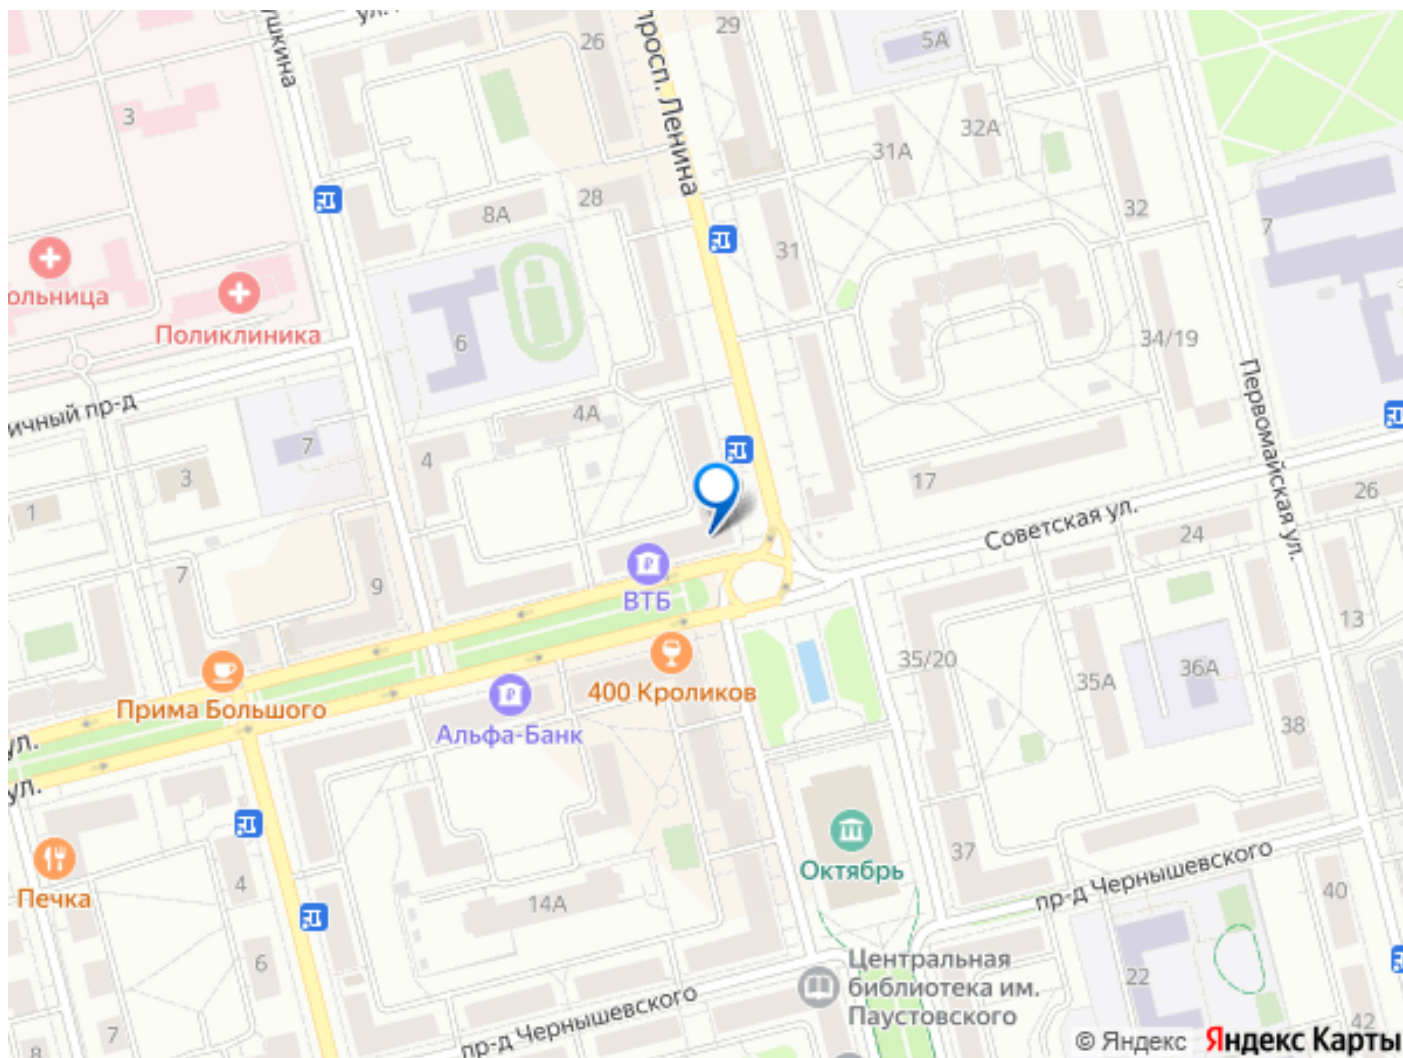 ул.
26
просп. Ленина
29
5А
3
32А
31А
28
8А
32
7
31
ольница
Поликлиника
6
34/19
ичный пр-д
4А
Первомайская ул.
7
4
3
17
26
1
Советская ул.
24
7
9
ВТБ
13
35/20
400 Кроликов
35А
36А
Прима Большого
Альфа-Банк
38
ул.
ул.
Октябрь
37
пр-д Чернышевского
4
Печка
14А
40
6
Центральная
библиотека им.
Паустовского
22
пр-д Чернышевского
7
8
42
© Яндекс Яндекс Карты